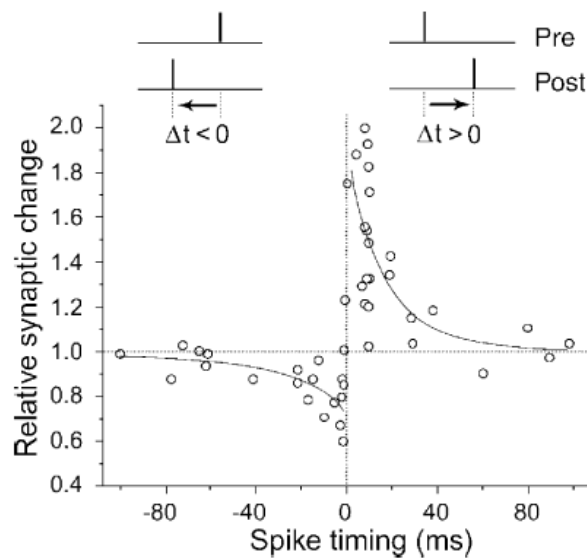 Pre
Post
Δt < 0
Δt > 0
2.0
1.8
1.6
1.4
1.2
1.0
0.8
0.6
0.4
Relative synaptic change
-80
-40
0
40
80
Spike timing (ms)